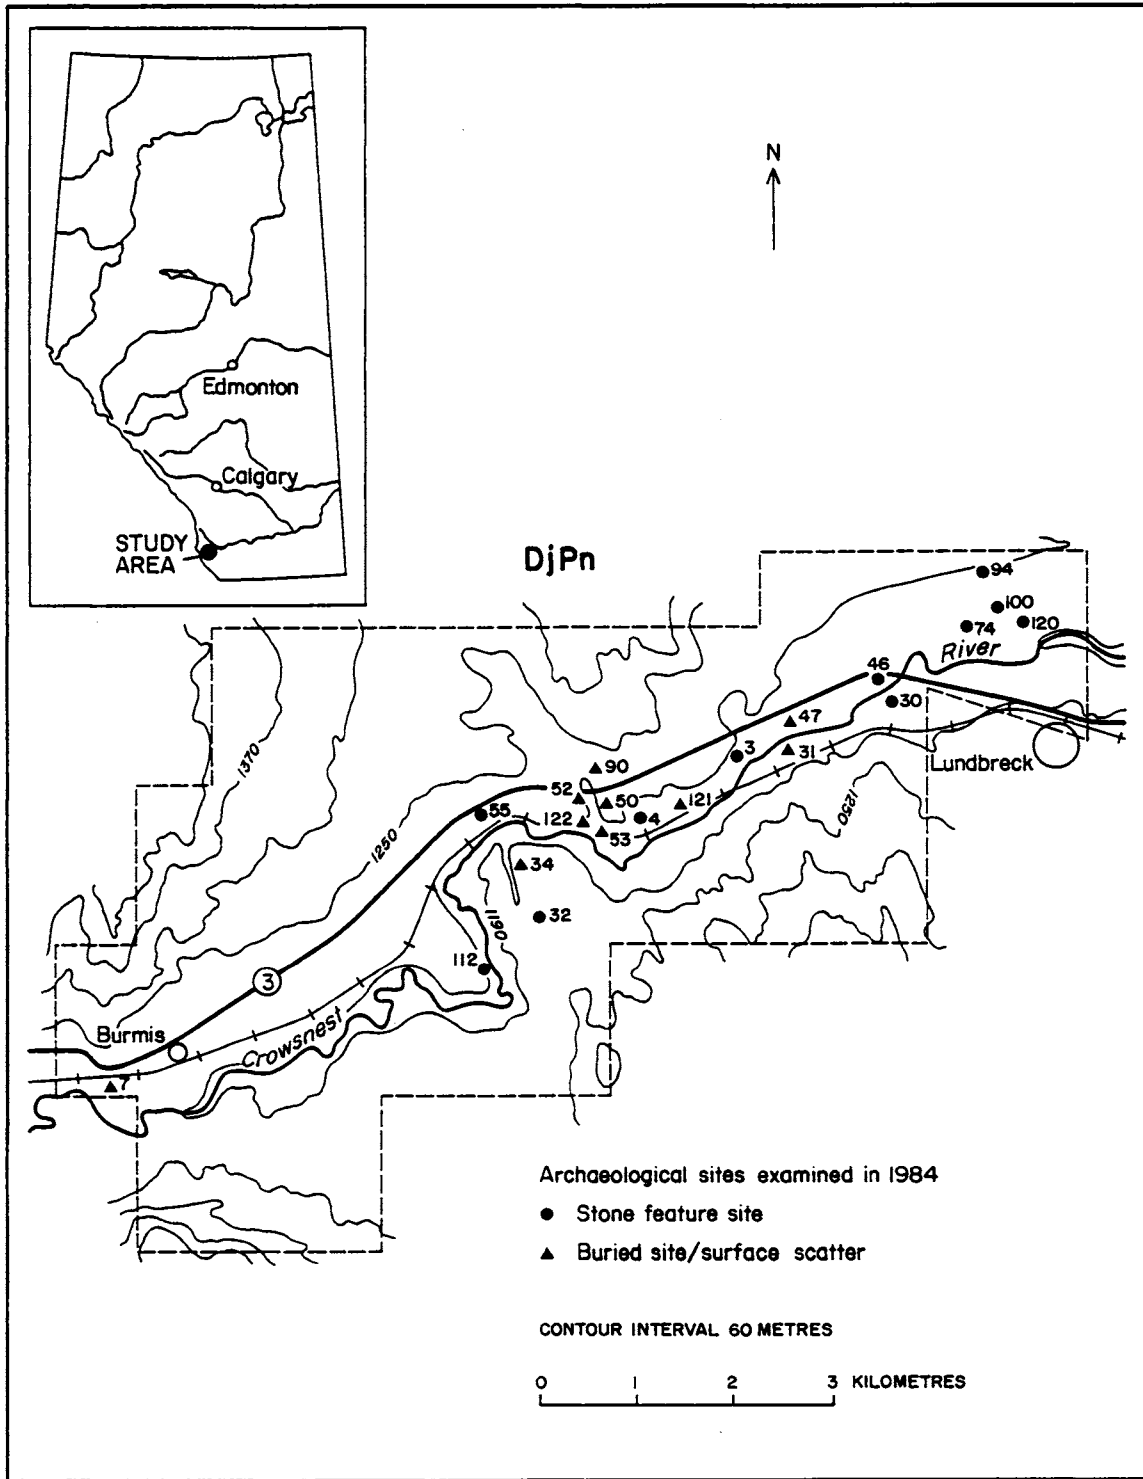 N
Edmonton
Calgary
STUDY
AREA
DjPn
94
100
74
120
River
46
30
47
3
31
Lundbreck
90
52
50
121
55
122
4
53
1370
1250
1250
34
32
1190
112
3
Burmis
Crowsnest
7
Archaeological sites examined in 1984
Stone feature site
Buried site/surface scatter
CONTOUR INTERVAL 60 METRES
0 1 2 3 KILOMETRES